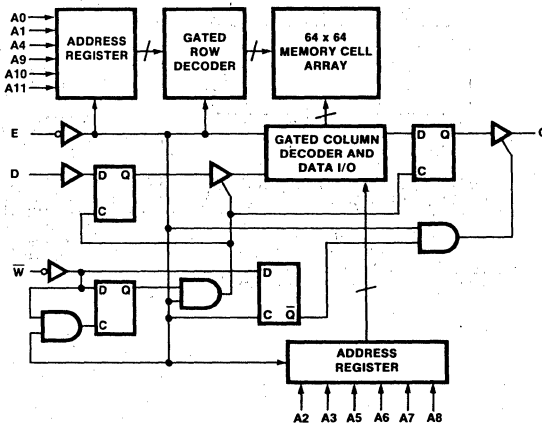 A0
A1
A4
A9
A10
A11
ADDRESS
REGISTER
GATED
ROW
DECODER
64 x 64
MEMORY CELL
ARRAY
E
GATED COLUMN
DECODER AND
DATA I/O
D Q
C
D
D Q
C
W̅
D Q
C
D
C Q̅
ADDRESS
REGISTER
A2 A3 A5 A6 A7 A8